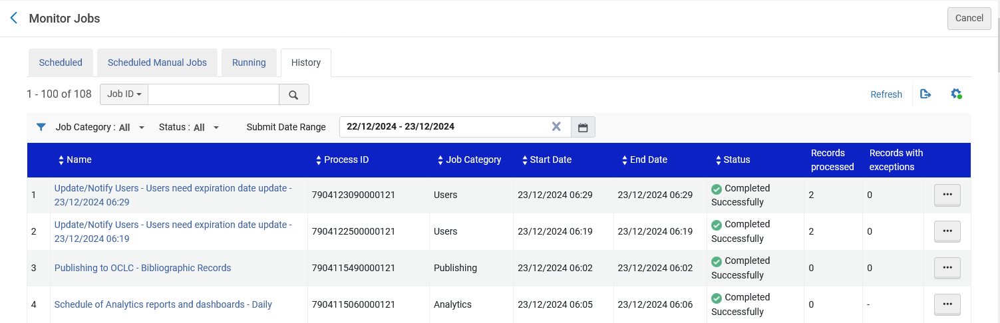 Monitor Jobs
Cancel
Scheduled
Scheduled Manual Jobs
Running
History
1 - 100 of 108
Job ID
Refresh
Job Category : All
Status : All
Submit Date Range
22/12/2024 - 23/12/2024
Name
Process ID
Job Category
Start Date
End Date
Status
Records
processed
Records with
exceptions
1
Update/Notify Users - Users need expiration date update -
23/12/2024 06:29
7904123090000121
Users
23/12/2024 06:29
23/12/2024 06:29
Completed
Successfully
2
0
2
Update/Notify Users - Users need expiration date update -
23/12/2024 06:19
7904122500000121
Users
23/12/2024 06:19
23/12/2024 06:19
Completed
Successfully
2
0
3
Publishing to OCLC - Bibliographic Records
7904115490000121
Publishing
23/12/2024 06:02
23/12/2024 06:02
Completed
Successfully
0
0
4
Schedule of Analytics reports and dashboards - Daily
7904115060000121
Analytics
23/12/2024 06:05
23/12/2024 06:06
Completed
Successfully
0
-